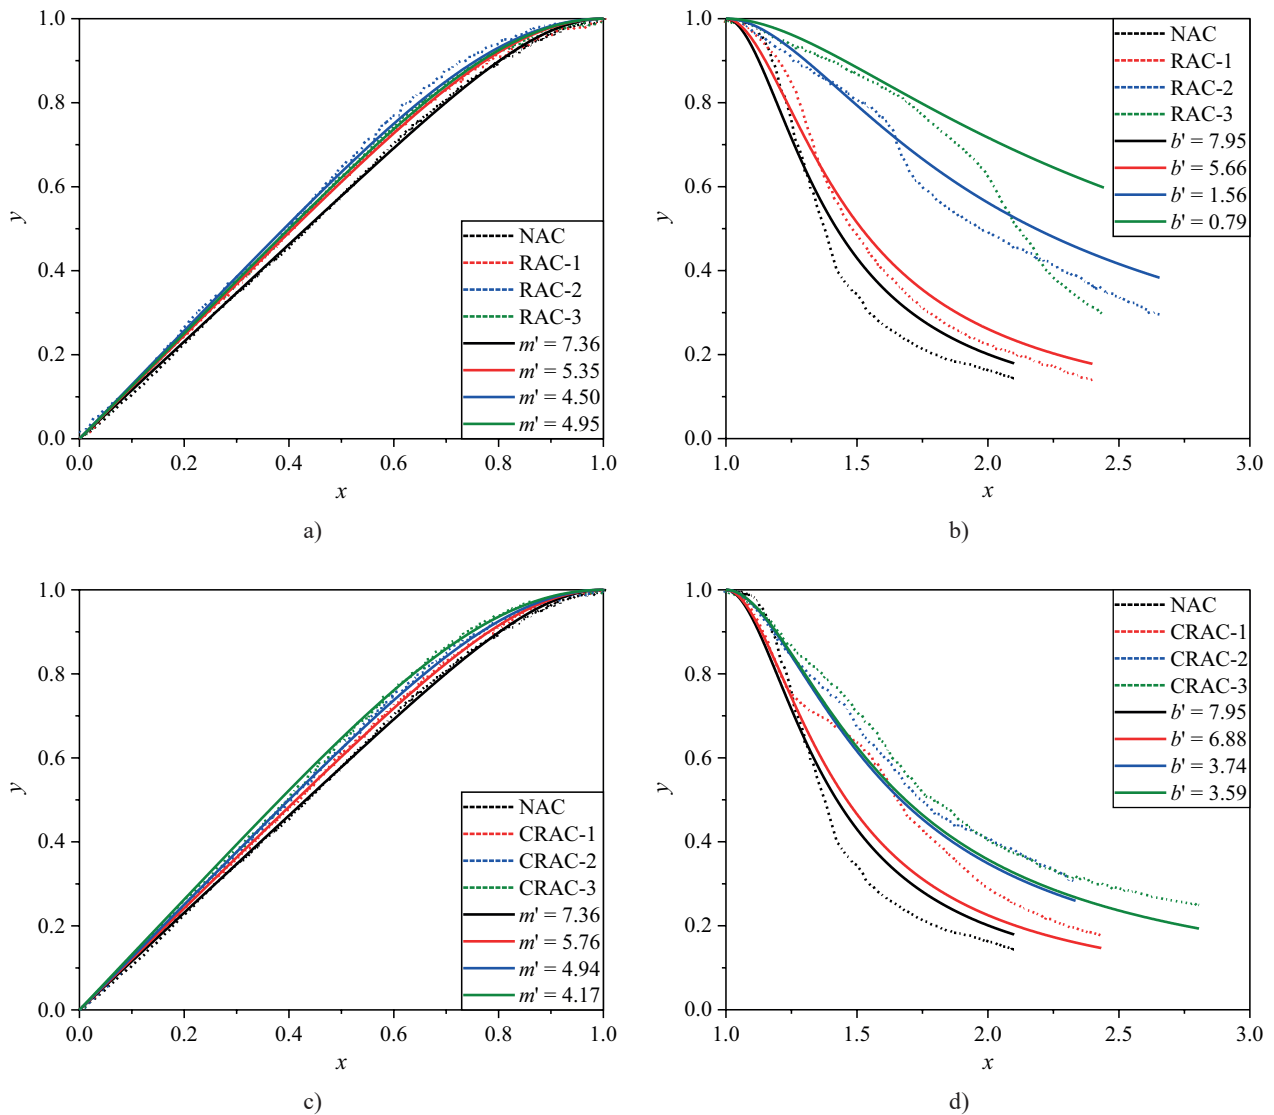 1.0
0.8
0.6
0.4
0.2
0.0
y
NAC
RAC-1
RAC-2
RAC-3
m' = 7.36
m' = 5.35
m' = 4.50
m' = 4.95
0.0 0.2 0.4 0.6 0.8 1.0
x
a)
1.0
0.8
0.6
0.4
0.2
0.0
y
NAC
RAC-1
RAC-2
RAC-3
b' = 7.95
b' = 5.66
b' = 1.56
b' = 0.79
1.0 1.5 2.0 2.5 3.0
x
b)
1.0
0.8
0.6
0.4
0.2
0.0
y
NAC
CRAC-1
CRAC-2
CRAC-3
m' = 7.36
m' = 5.76
m' = 4.94
m' = 4.17
0.0 0.2 0.4 0.6 0.8 1.0
x
c)
1.0
0.8
0.6
0.4
0.2
0.0
y
NAC
CRAC-1
CRAC-2
CRAC-3
b' = 7.95
b' = 6.88
b' = 3.74
b' = 3.59
1.0 1.5 2.0 2.5 3.0
x
d)